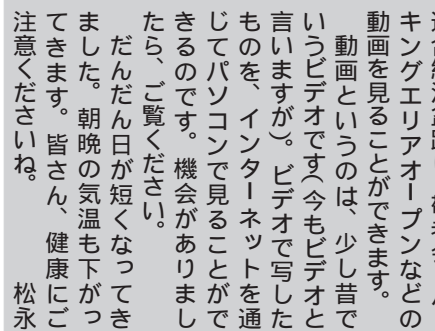 キングエリアオープンなどの
動画を見ることができます。
動画というのは、少し昔で
いうビデオです(今もビデオと
言いますが)。ビデオで写した
ものを、インターネットを通
じてパソコンで見ることがで
きるのです。機会がありまし
たら、ご覧ください。
だんだん日が短くなってき
ました。朝晩の気温も下がっ
てきます。皆さん、健康にご
注意くださいね。
松永